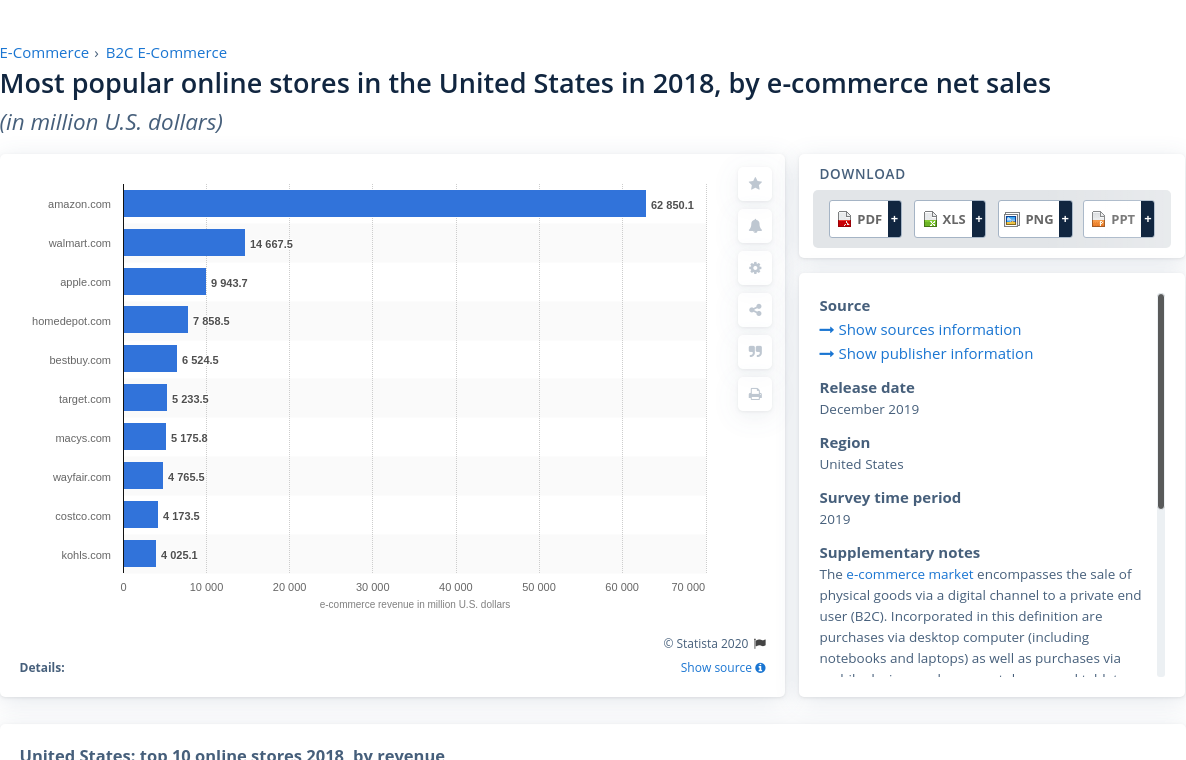 E-Commerce › B2C E-Commerce
Most popular online stores in the United States in 2018, by e-commerce net sales
(in million U.S. dollars)
amazon.com 62 850.1
walmart.com 14 667.5
apple.com 9 943.7
homedepot.com 7 858.5
bestbuy.com 6 524.5
target.com 5 233.5
macys.com 5 175.8
wayfair.com 4 765.5
costco.com 4 173.5
kohls.com 4 025.1
0 10 000 20 000 30 000 40 000 50 000 60 000 70 000
e-commerce revenue in million U.S. dollars
© Statista 2020
Details: Show source
DOWNLOAD
PDF + XLS + PNG + PPT +
Source
Show sources information
Show publisher information
Release date
December 2019
Region
United States
Survey time period
2019
Supplementary notes
The e-commerce market encompasses the sale of
physical goods via a digital channel to a private end
user (B2C). Incorporated in this definition are
purchases via desktop computer (including
notebooks and laptops) as well as purchases via
United States: top 10 online stores 2018, by revenue